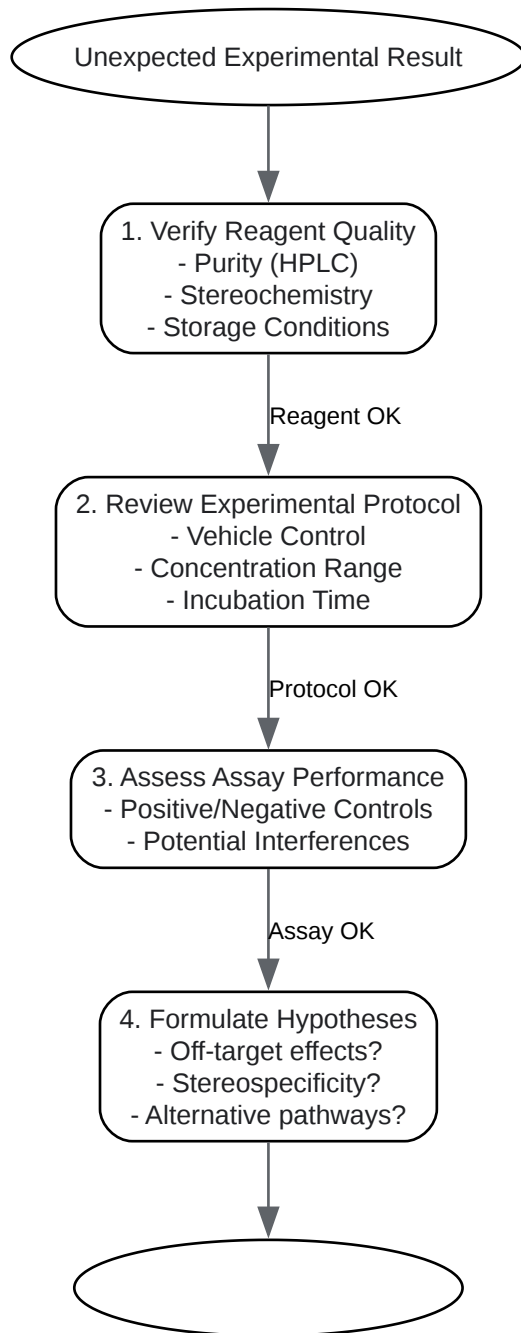 Unexpected Experimental Result
1. Verify Reagent Quality
- Purity (HPLC)
- Stereochemistry
- Storage Conditions
Reagent OK
2. Review Experimental Protocol
- Vehicle Control
- Concentration Range
- Incubation Time
Protocol OK
3. Assess Assay Performance
- Positive/Negative Controls
- Potential Interferences
Assay OK
4. Formulate Hypotheses
- Off-target effects?
- Stereospecificity?
- Alternative pathways?